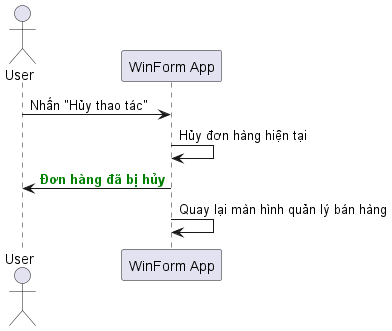 User
WinForm App
Nhấn "Hủy thao tác"
Hủy đơn hàng hiện tại
Đơn hàng đã bị hủy
Quay lại màn hình quản lý bán hàng
User
WinForm App